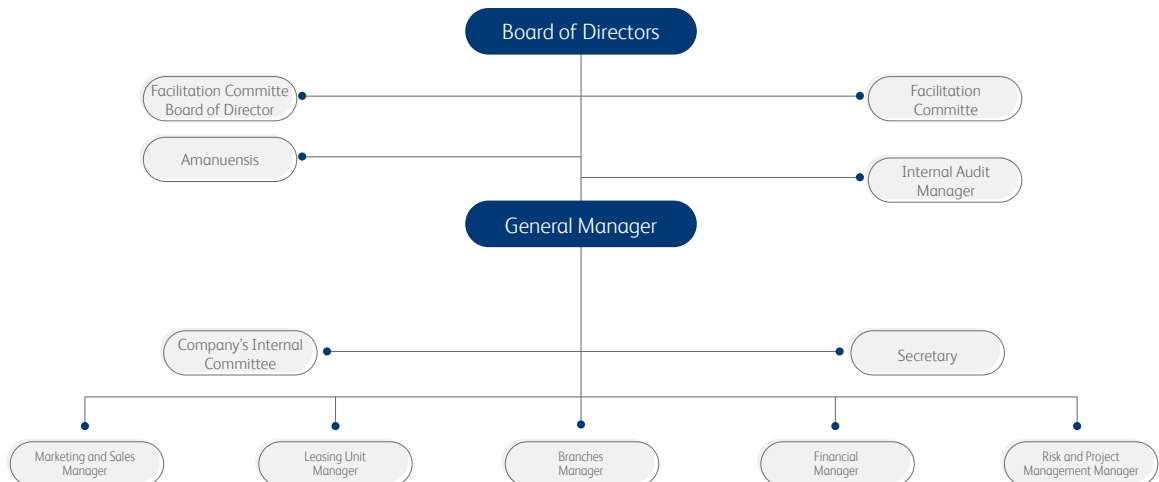 Board of Directors
Facilitation Committe
Board of Director
Facilitation
Committe
Amanuensis
Internal Audit
Manager
General Manager
Company's Internal
Committee
Secretary
Marketing and Sales
Manager
Leasing Unit
Manager
Branches
Manager
Financial
Manager
Risk and Project
Management Manager